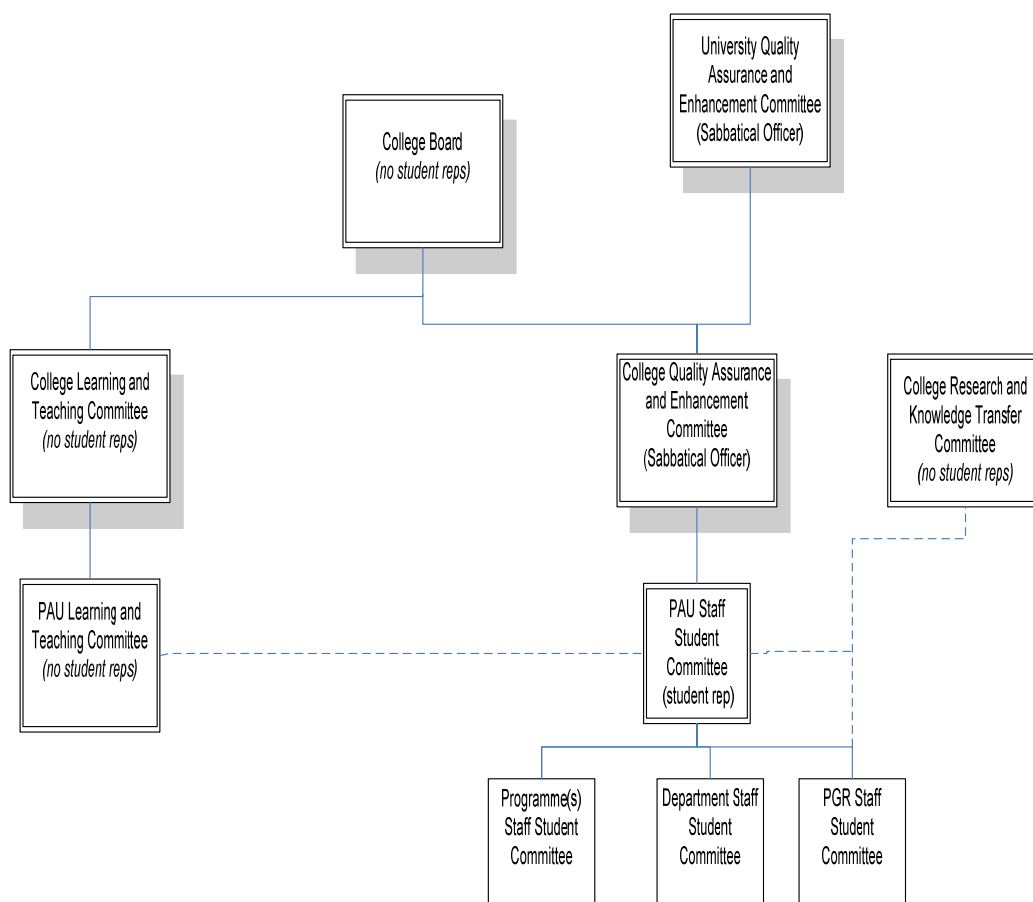 University Quality
Assurance and
Enhancement Committee
(Sabbatical Officer)
College Board
(no student reps)
College Learning and
Teaching Committee
(no student reps)
College Quality Assurance
and Enhancement
Committee
(Sabbatical Officer)
College Research and
Knowledge Transfer
Committee
(no student reps)
PAU Learning and
Teaching Committee
(no student reps)
PAU Staff
Student
Committee
(student rep)
Programme(s)
Staff Student
Committee
Department Staff
Student
Committee
PGR Staff
Student
Committee